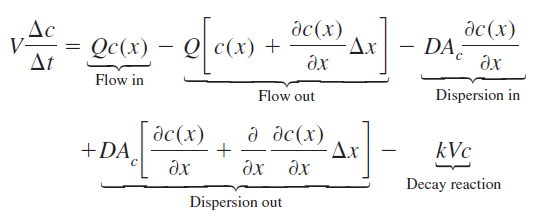 V Δc/Δt = Qc(x) − Q[c(x) + ∂c(x)/∂x Δx] − DA_c ∂c(x)/∂x
Flow in
Flow out
Dispersion in
+DA_c[∂c(x)/∂x + ∂/∂x ∂c(x)/∂x Δx] − kVc
Dispersion out
Decay reaction